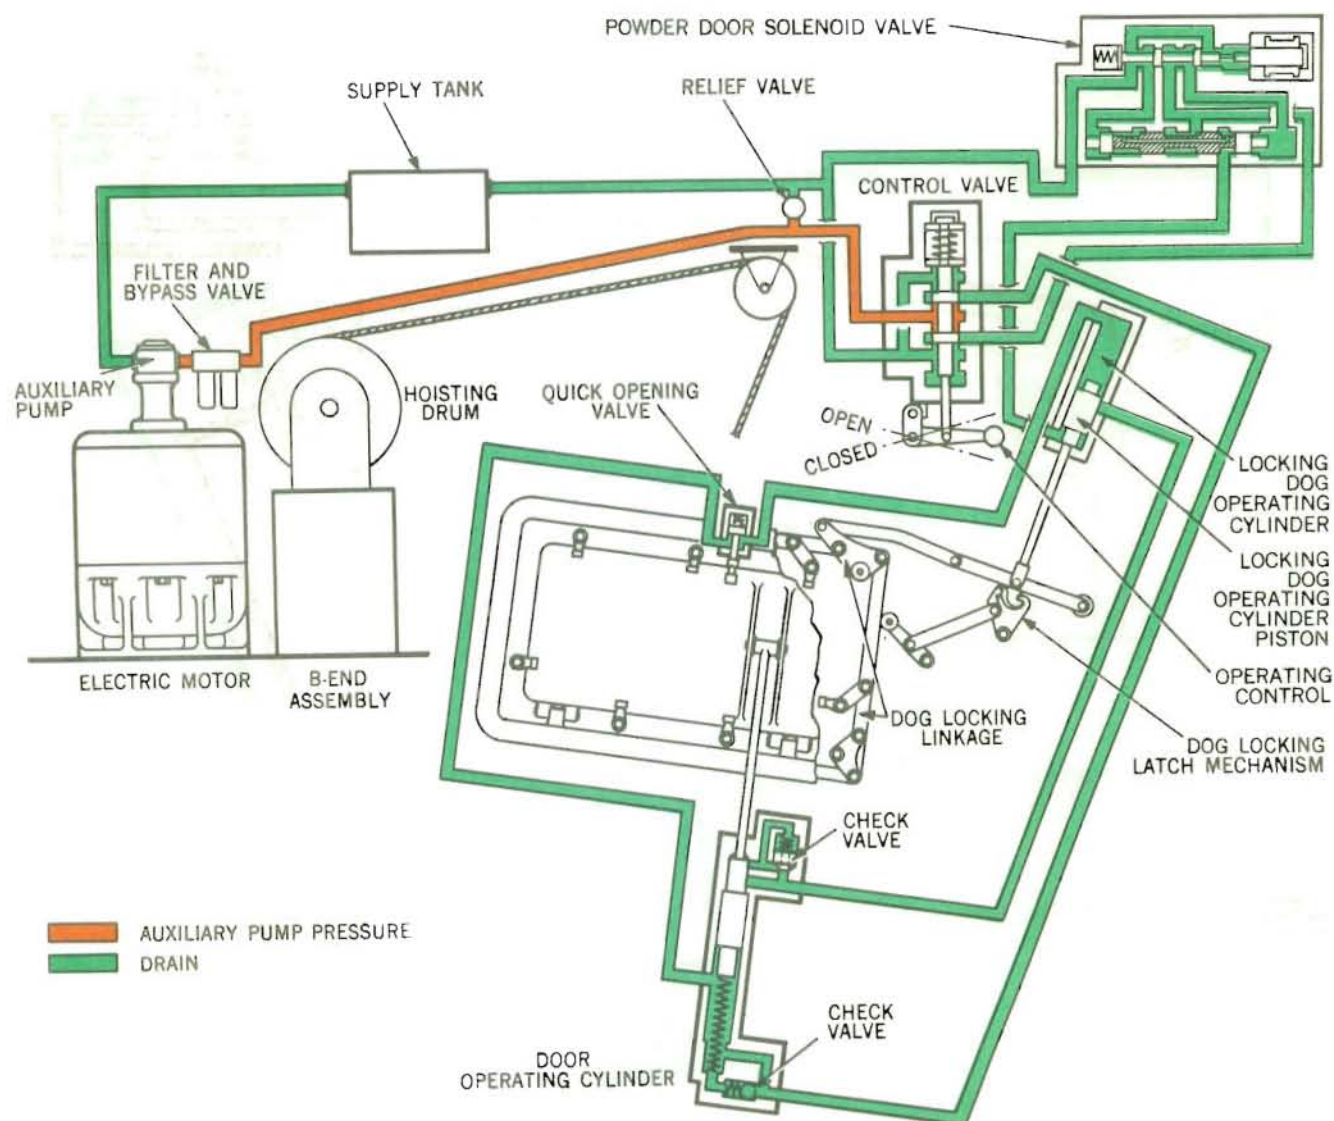 POWDER DOOR SOLENOID VALVE
SUPPLY TANK
RELIEF VALVE
CONTROL VALVE
FILTER AND
BYPASS VALVE
AUXILIARY
PUMP
HOISTING
DRUM
QUICK OPENING
VALVE
OPEN
CLOSED
LOCKING
DOG
OPERATING
CYLINDER
LOCKING
DOG
OPERATING
CYLINDER
PISTON
OPERATING
CONTROL
DOG LOCKING
LATCH MECHANISM
ELECTRIC MOTOR
B-END
ASSEMBLY
DOG LOCKING
LINKAGE
CHECK
VALVE
AUXILIARY PUMP PRESSURE
DRAIN
CHECK
VALVE
DOOR
OPERATING CYLINDER